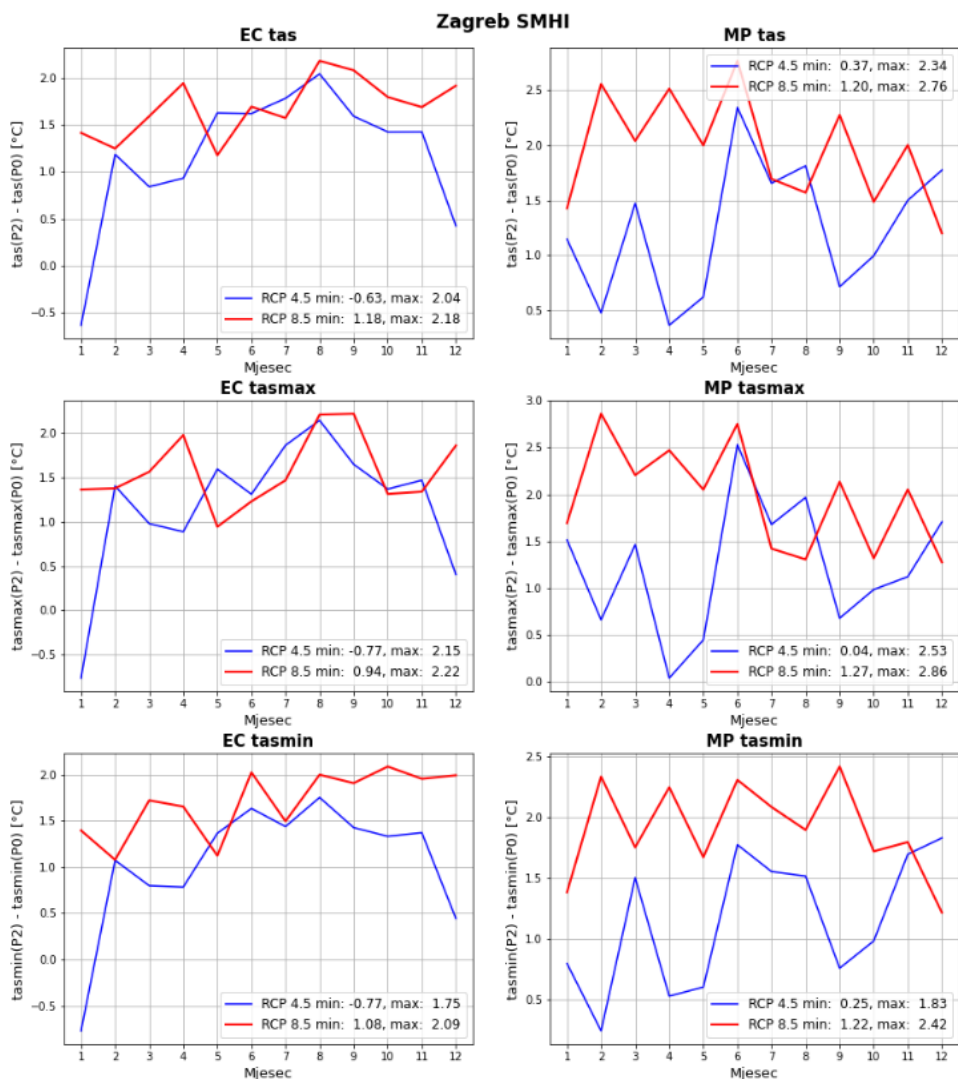 Zagreb SMHI
EC tas
tas(P2) - tas(P0) [°C]
2.0
1.5
1.0
0.5
0.0
−0.5
RCP 4.5 min: -0.63, max:  2.04
RCP 8.5 min:  1.18, max:  2.18
1 2 3 4 5 6 7 8 9 10 11 12
Mjesec
MP tas
tas(P2) - tas(P0) [°C]
2.5
2.0
1.5
1.0
0.5
RCP 4.5 min:  0.37, max:  2.34
RCP 8.5 min:  1.20, max:  2.76
1 2 3 4 5 6 7 8 9 10 11 12
Mjesec
EC tasmax
tasmax(P2) - tasmax(P0) [°C]
2.0
1.5
1.0
0.5
0.0
−0.5
RCP 4.5 min: -0.77, max:  2.15
RCP 8.5 min:  0.94, max:  2.22
1 2 3 4 5 6 7 8 9 10 11 12
Mjesec
MP tasmax
tasmax(P2) - tasmax(P0) [°C]
3.0
2.5
2.0
1.5
1.0
0.5
0.0
RCP 4.5 min:  0.04, max:  2.53
RCP 8.5 min:  1.27, max:  2.86
1 2 3 4 5 6 7 8 9 10 11 12
Mjesec
EC tasmin
tasmin(P2) - tasmin(P0) [°C]
2.0
1.5
1.0
0.5
0.0
−0.5
RCP 4.5 min: -0.77, max:  1.75
RCP 8.5 min:  1.08, max:  2.09
1 2 3 4 5 6 7 8 9 10 11 12
Mjesec
MP tasmin
tasmin(P2) - tasmin(P0) [°C]
2.5
2.0
1.5
1.0
0.5
RCP 4.5 min:  0.25, max:  1.83
RCP 8.5 min:  1.22, max:  2.42
1 2 3 4 5 6 7 8 9 10 11 12
Mjesec